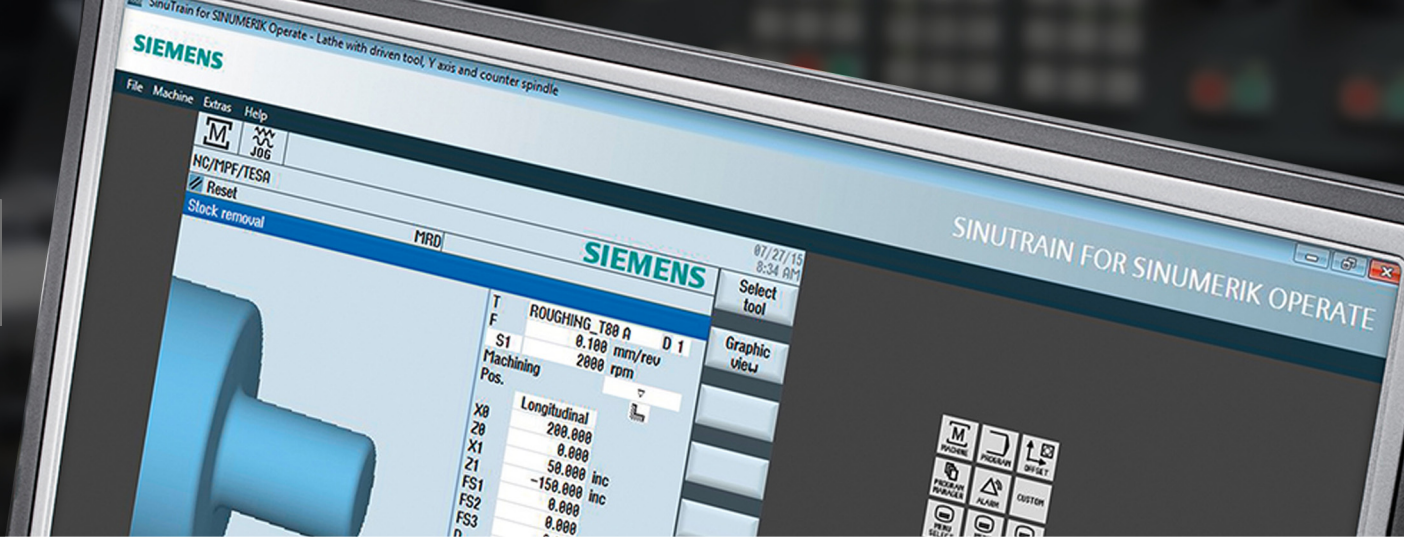 SinuTrain for SINUMERIK Operate - Lathe with driven tool, Y axis and counter spindle
SIEMENS
File Machine Extras Help
SINUTRAIN FOR SINUMERIK OPERATE
M
JOG
NC/MPF/TESA
Reset
MRD
SIEMENS
07/27/15
8:34 AM
Stock removal
Select
tool
Graphic
view
T ROUGHING_T80 A D 1
F 0.100 mm/rev
S1 2000 rpm
Machining
Pos.
Longitudinal
X0 200.000
Z0 0.000
X1 50.000 inc
Z1 -150.000 inc
FS1 0.000
FS2 0.000
FS3
M
MACHINE
PROGRAM
OFFSET
PROGRAM
MANAGER
ALARM
CUSTOM
MENU